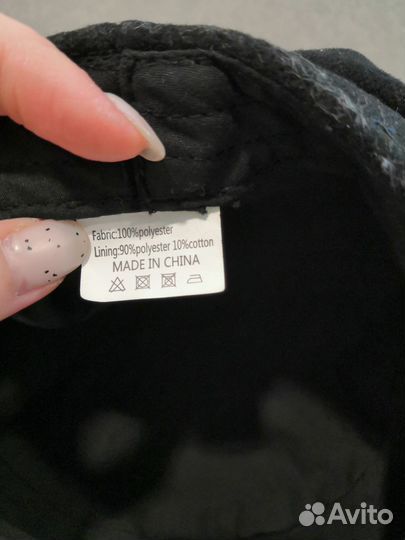 Fabric:100%polyester
Lining:90%polyester 10%cotton
MADE IN CHINA
Avito